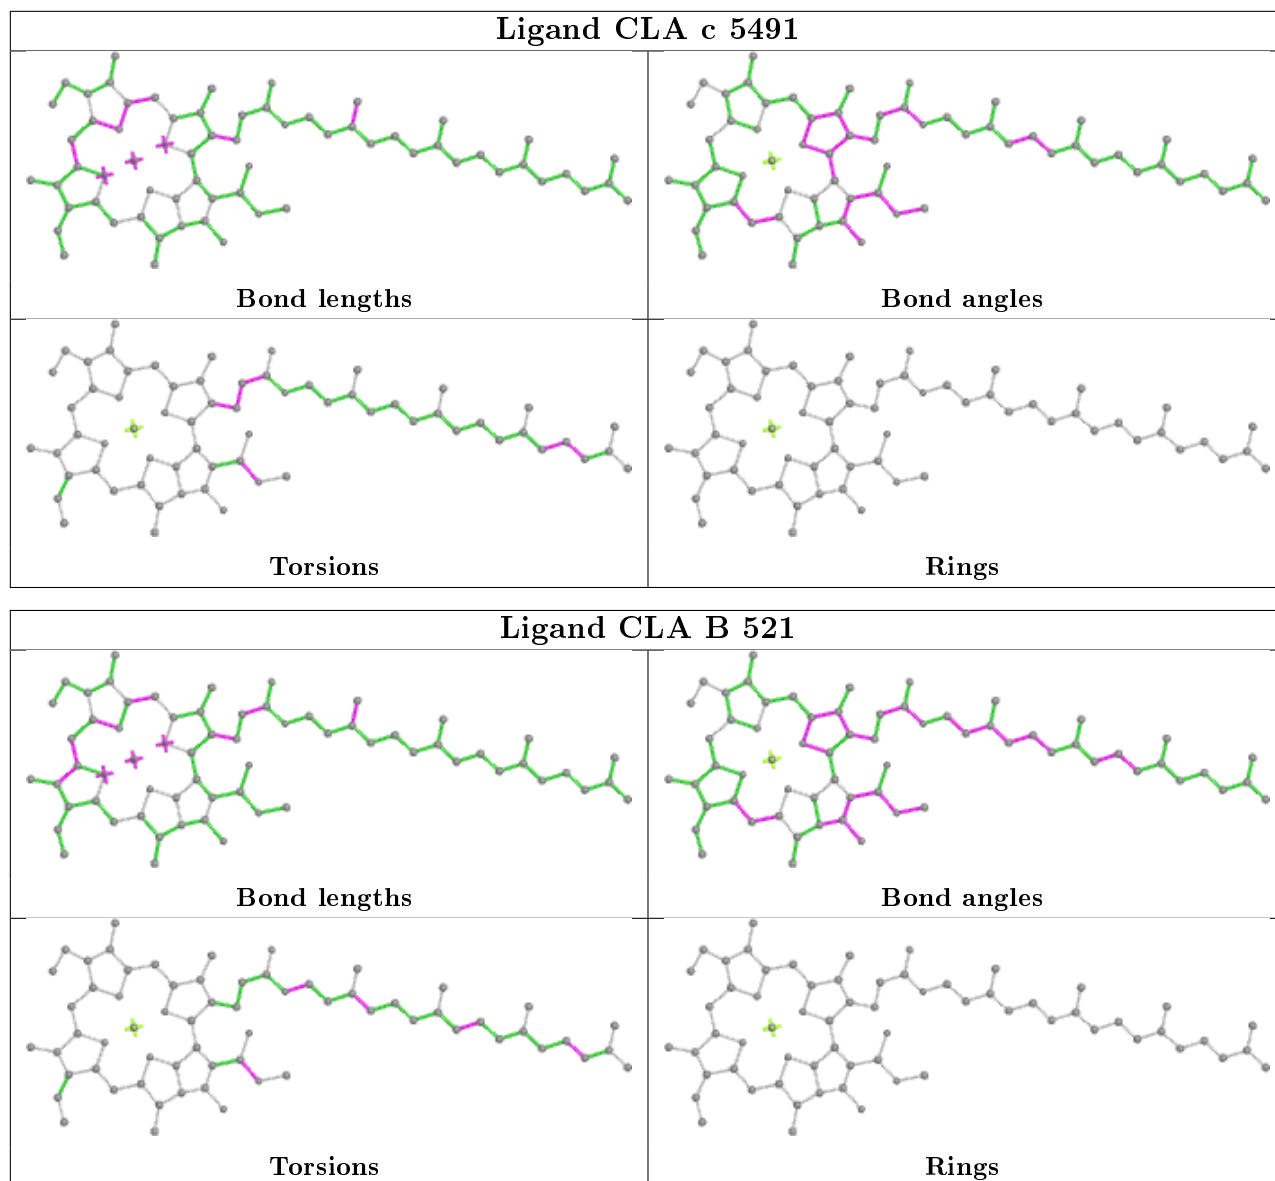 Ligand CLA c 5491
Bond lengths
Bond angles
Torsions
Rings
Ligand CLA B 521
Bond lengths
Bond angles
Torsions
Rings